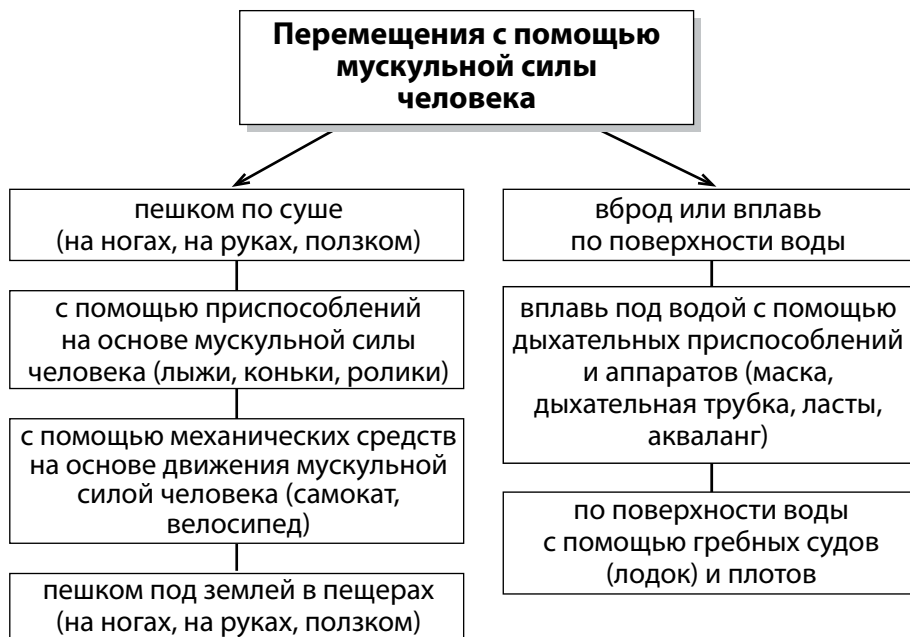 Перемещения с помощью
мускульной силы
человека
пешком по суше
(на ногах, на руках, ползком)
с помощью приспособлений
на основе мускульной силы
человека (лыжи, коньки, ролики)
с помощью механических средств
на основе движения мускульной
силой человека (самокат,
велосипед)
пешком под землей в пещерах
(на ногах, на руках, ползком)
вброд или вплавь
по поверхности воды
вплавь под водой с помощью
дыхательных приспособлений
и аппаратов (маска,
дыхательная трубка, ласты,
акваланг)
по поверхности воды
с помощью гребных судов
(лодок) и плотов